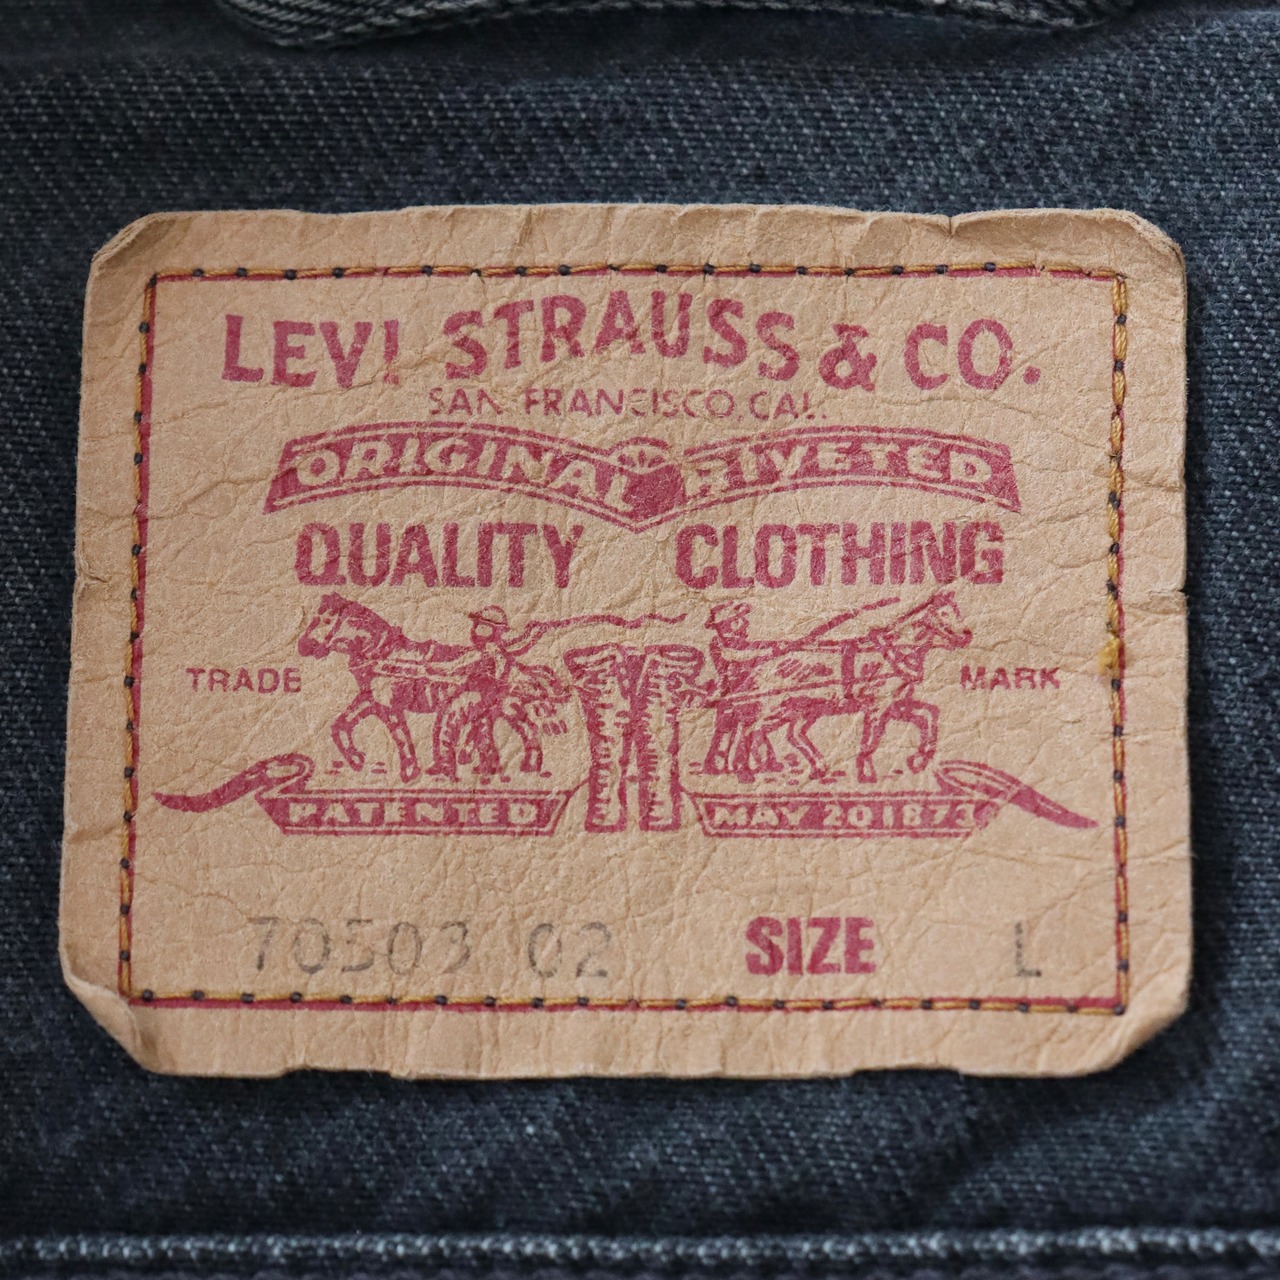 LEVI STRAUSS & CO.
SAN FRANCISCO, CAL.
ORIGINAL RIVETED
QUALITY CLOTHING
TRADE MARK
PATENTED MAY 20 1873
70503 02 SIZE L